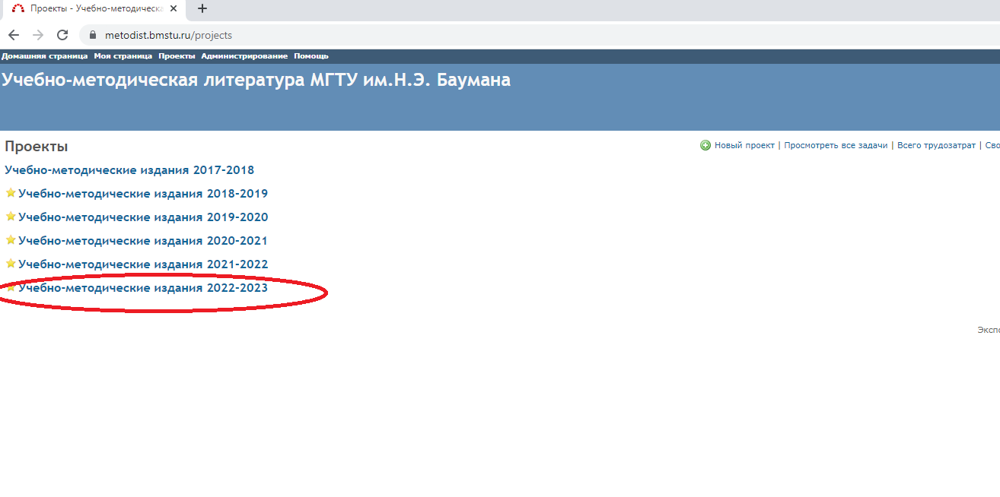 Проекты - Учебно-методическа
metodist.bmstu.ru/projects
Домашняя страница Моя страница Проекты Администрирование Помощь
Учебно-методическая литература МГТУ им.Н.Э. Баумана
Проекты
Новый проект | Просмотреть все задачи | Всего трудозатрат | Сво
Учебно-методические издания 2017-2018
Учебно-методические издания 2018-2019
Учебно-методические издания 2019-2020
Учебно-методические издания 2020-2021
Учебно-методические издания 2021-2022
Учебно-методические издания 2022-2023
Экспо